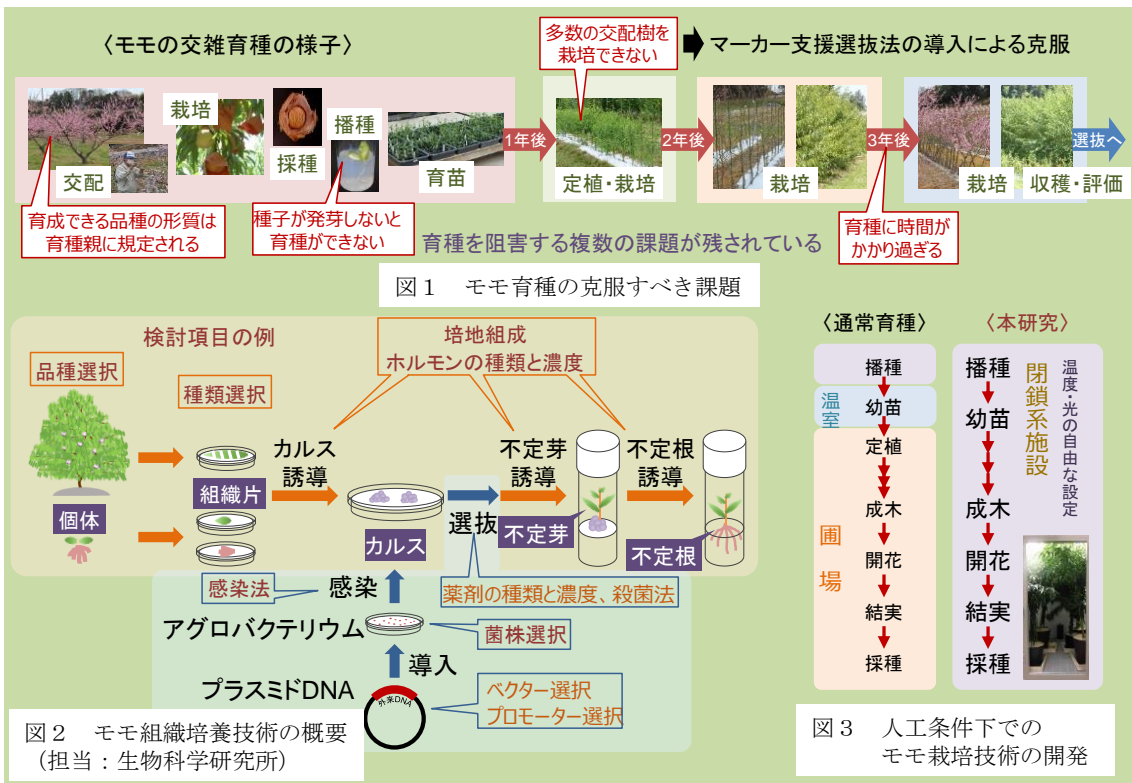 〈モモの交雑育種の様子〉
多数の交配樹を
栽培できない
➡マーカー支援選抜法の導入による克服
交配
栽培
採種
播種
育苗
1年後
定植・栽培
2年後
栽培
3年後
栽培
収穫・評価
選抜へ
育成できる品種の形質は
育種親に規定される
種子が発芽しないと
育種ができない
育種に時間が
かかり過ぎる
育種を阻害する複数の課題が残されている
図1 モモ育種の克服すべき課題
検討項目の例
培地組成
ホルモンの種類と濃度
品種選択
種類選択
カルス
誘導
不定芽
誘導
不定根
誘導
組織片
個体
カルス
選抜
不定芽
不定根
感染法
感染
薬剤の種類と濃度、殺菌法
アグロバクテリウム
菌株選択
導入
プラスミドDNA
外来DNA
ベクター選択
プロモーター選択
図2 モモ組織培養技術の概要
(担当:生物科学研究所)
〈通常育種〉
播種
温室
幼苗
定植
成木
圃場
開花
結実
採種
〈本研究〉
播種
幼苗
成木
開花
結実
採種
閉鎖系施設
温度・光の自由な設定
図3 人工条件下での
モモ栽培技術の開発